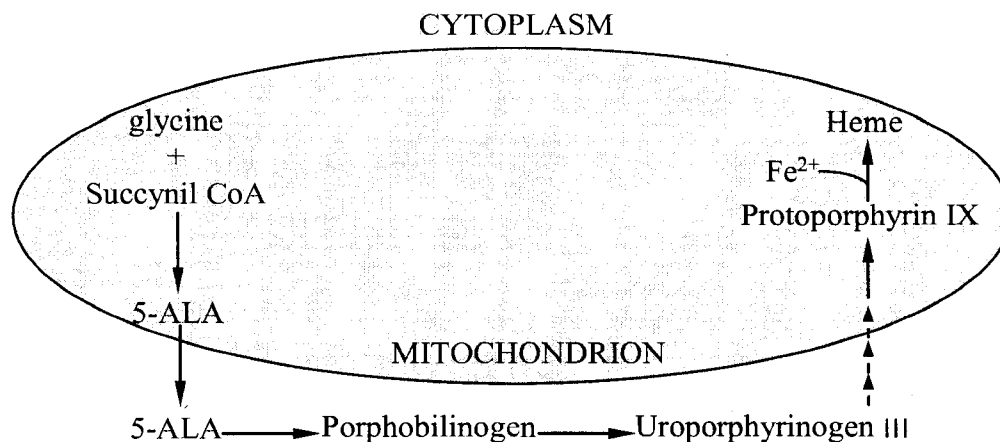 CYTOPLASM
glycine
+
Succynil CoA
5-ALA
Heme
Fe²⁺
Protoporphyrin IX
MITOCHONDRION
5-ALA Porphobilinogen Uroporphyrinogen III